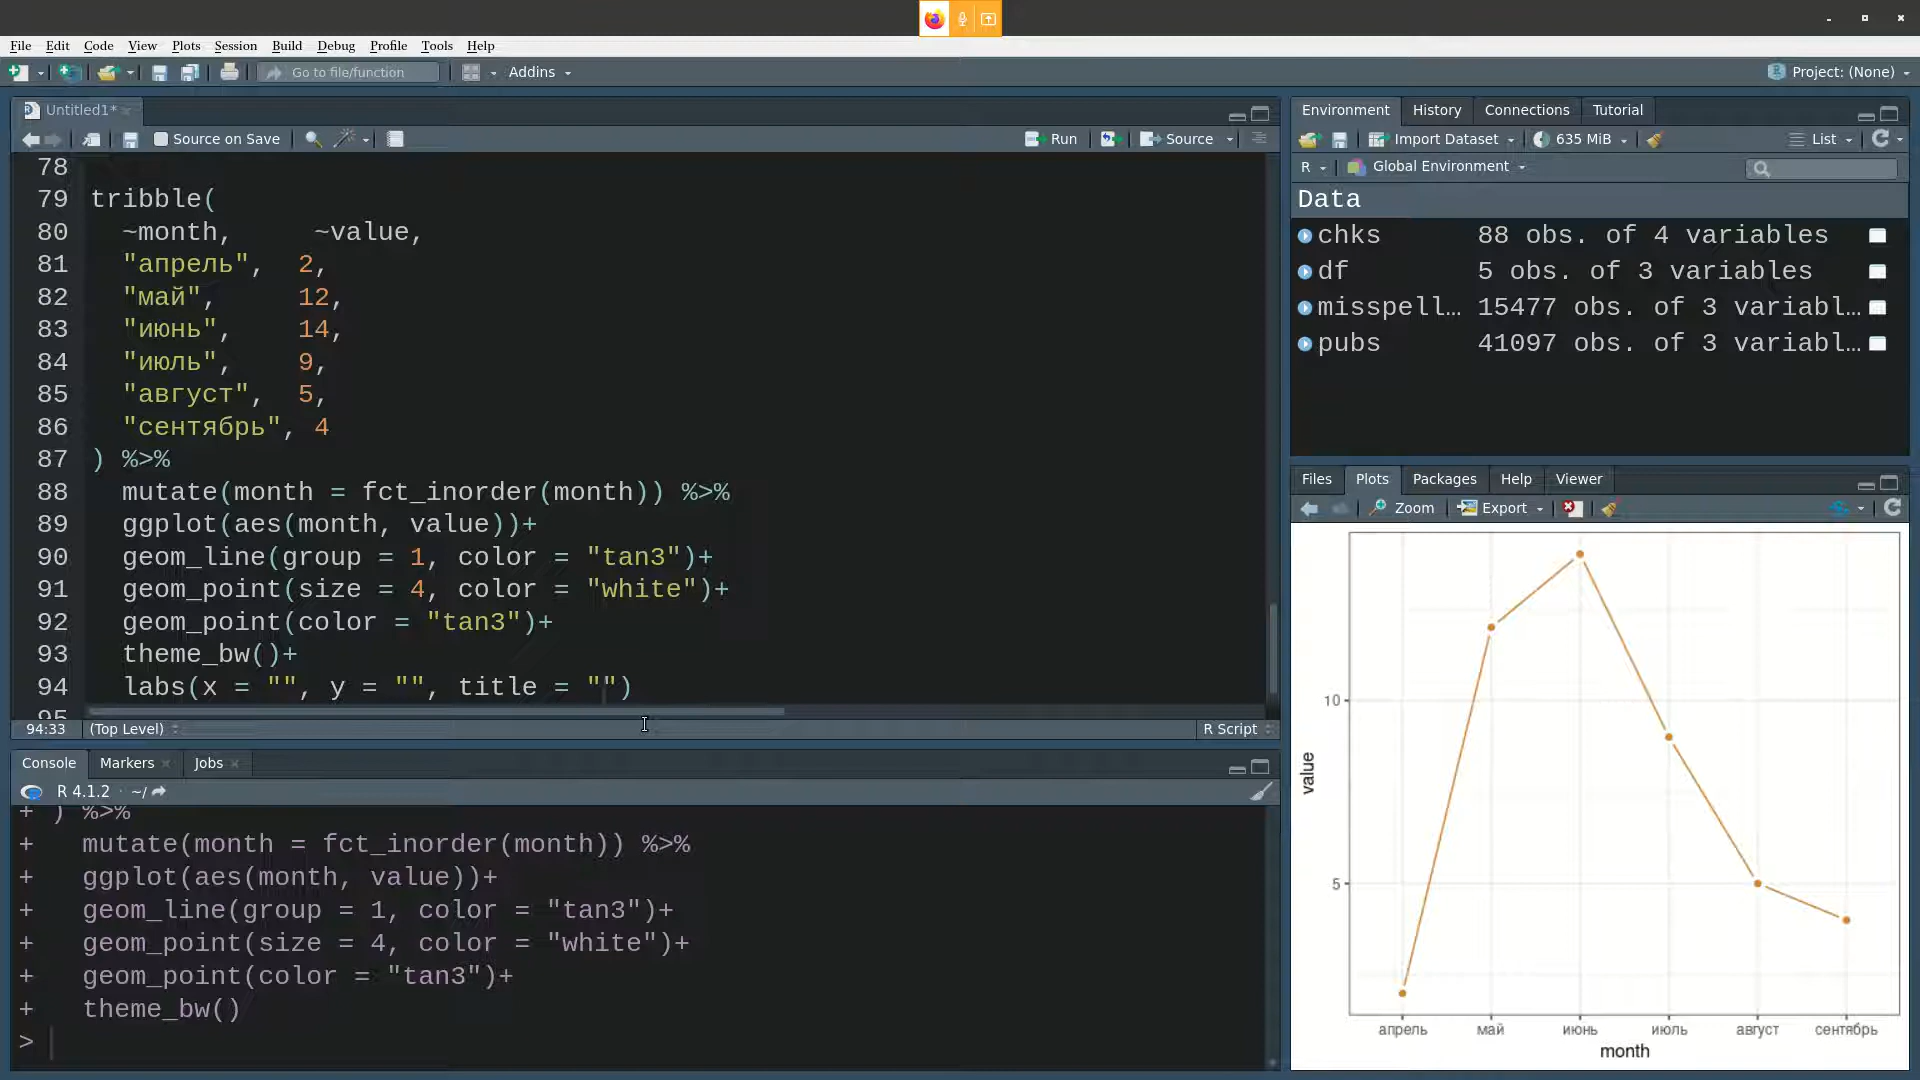 File Edit Code View Plots Session Build Debug Profile Tools Help
Go to file/function Addins Project: (None)
Untitled1*
Source on Save Run Source
78
79 tribble(
80 ~month, ~value,
81 "апрель", 2,
82 "май", 12,
83 "июнь", 14,
84 "июль", 9,
85 "август", 5,
86 "сентябрь", 4
87 ) %>%
88 mutate(month = fct_inorder(month)) %>%
89 ggplot(aes(month, value))+
90 geom_line(group = 1, color = "tan3")+
91 geom_point(size = 4, color = "white")+
92 geom_point(color = "tan3")+
93 theme_bw()+
94 labs(x = "", y = "", title = "")
95
94:33 (Top Level) R Script
Console Markers Jobs
R 4.1.2 · ~/
+ ) %>%
+ mutate(month = fct_inorder(month)) %>%
+ ggplot(aes(month, value))+
+ geom_line(group = 1, color = "tan3")+
+ geom_point(size = 4, color = "white")+
+ geom_point(color = "tan3")+
+ theme_bw()
>
Environment History Connections Tutorial
Import Dataset 635 MiB List
R Global Environment
Data
chks 88 obs. of 4 variables
df 5 obs. of 3 variables
misspell… 15477 obs. of 3 variabl…
pubs 41097 obs. of 3 variabl…
Files Plots Packages Help Viewer
Zoom Export
10
5
value
апрель май июнь июль август сентябрь
month